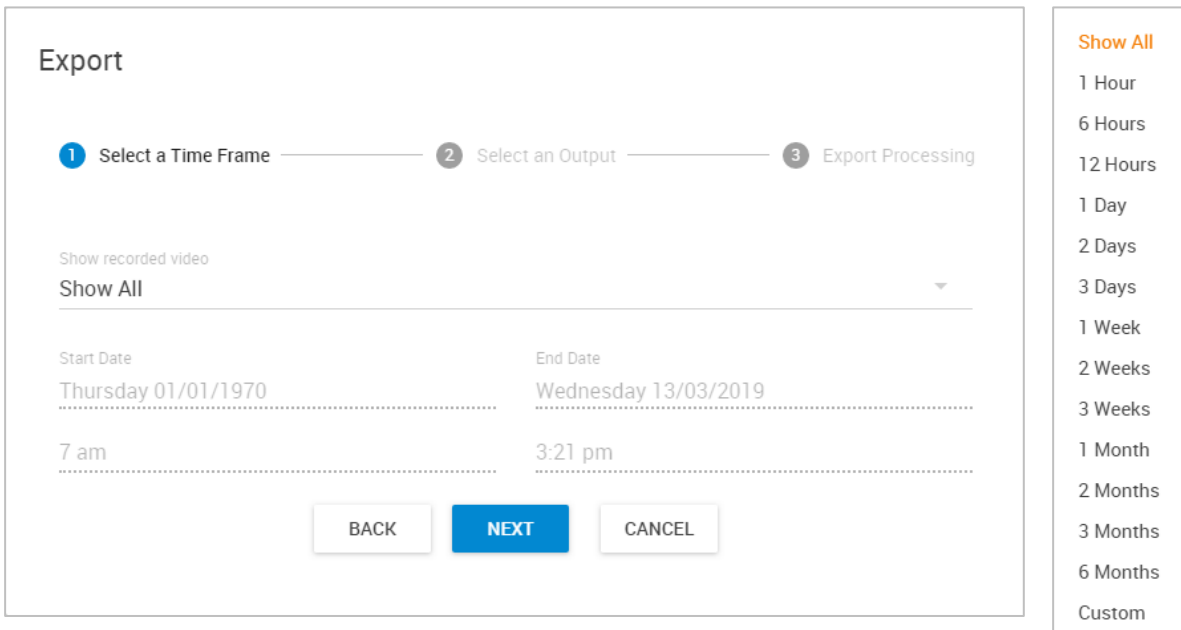 Export
1 Select a Time Frame 2 Select an Output 3 Export Processing
Show recorded video
Show All
Start Date End Date
Thursday 01/01/1970 Wednesday 13/03/2019
7 am 3:21 pm
BACK NEXT CANCEL
Show All
1 Hour
6 Hours
12 Hours
1 Day
2 Days
3 Days
1 Week
2 Weeks
3 Weeks
1 Month
2 Months
3 Months
6 Months
Custom